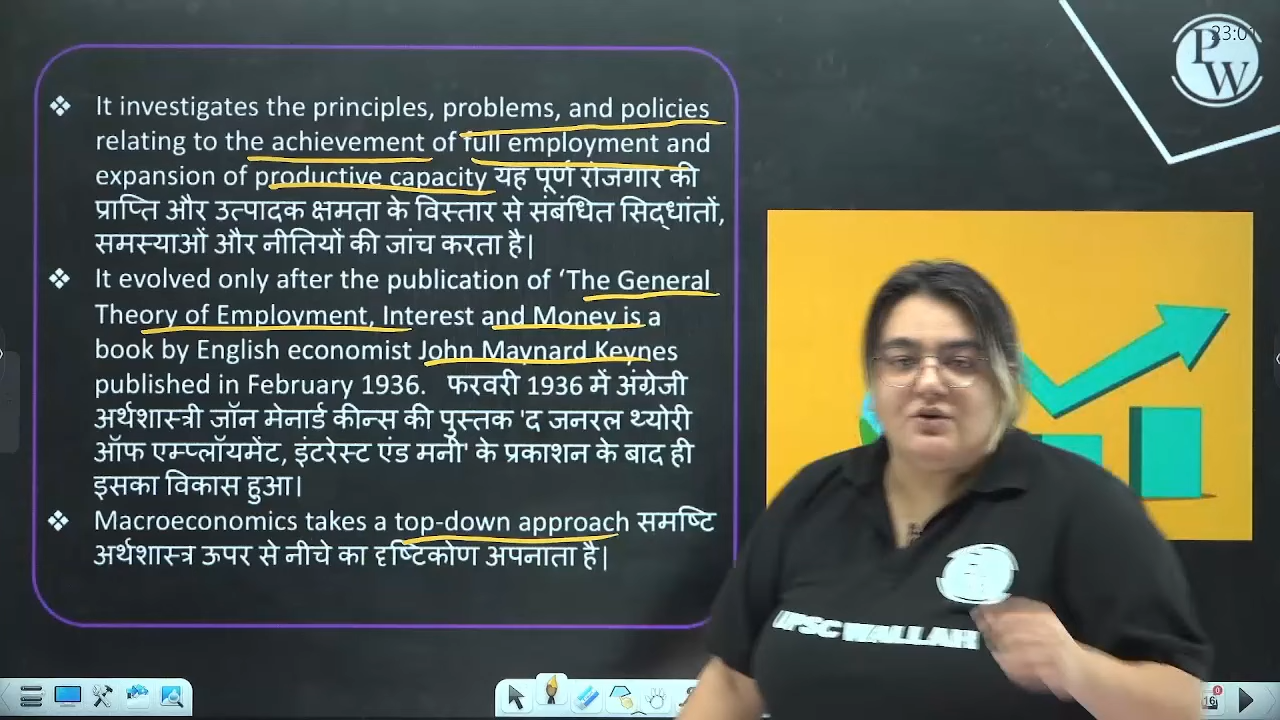 23:01
PW
❖ It investigates the principles, problems, and policies
relating to the achievement of full employment and
expansion of productive capacity यह पूर्ण रोजगार की
प्राप्ति और उत्पादक क्षमता के विस्तार से संबंधित सिद्धांतों,
समस्याओं और नीतियों की जांच करता है।
❖ It evolved only after the publication of ‘The General
Theory of Employment, Interest and Money is a
book by English economist John Maynard Keynes
published in February 1936. फरवरी 1936 में अंग्रेजी
अर्थशास्त्री जॉन मेनार्ड कीन्स की पुस्तक 'द जनरल थ्योरी
ऑफ एम्प्लॉयमेंट, इंटरेस्ट एंड मनी' के प्रकाशन के बाद ही
इसका विकास हुआ।
❖ Macroeconomics takes a top-down approach समष्टि
अर्थशास्त्र ऊपर से नीचे का दृष्टिकोण अपनाता है।
WALLAH
16